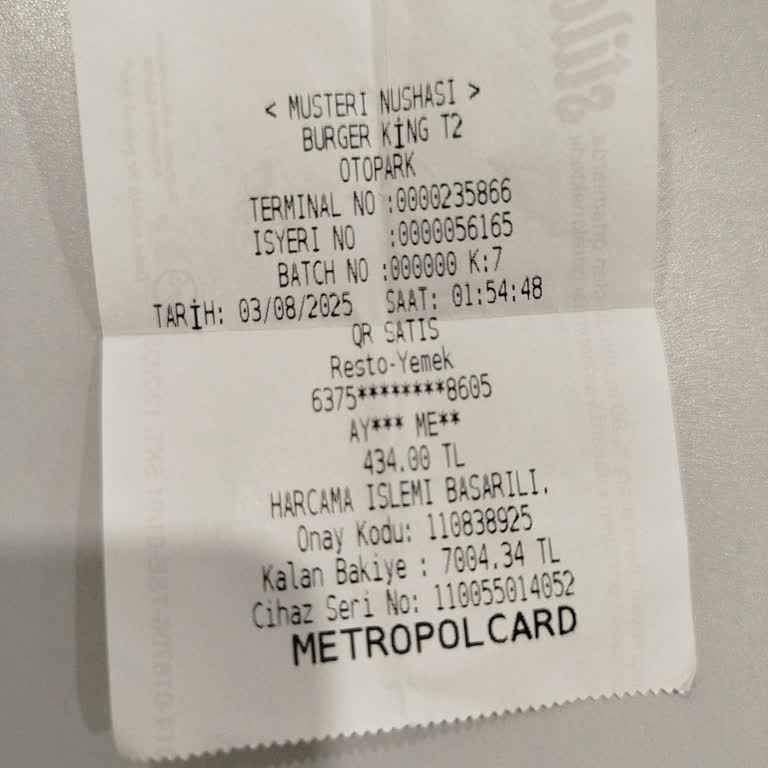 < MUSTERI NUSHASI >
BURGER KİNG T2
OTOPARK
TERMINAL NO :0000235866
ISYERI NO :0000056165
BATCH NO :000000 K:7
TARİH: 03/08/2025 SAAT: 01:54:48
QR SATIS
Resto-Yemek
6375********8605
AY*** ME**
434.00 TL
HARCAMA ISLEMI BASARILI.
Onay Kodu: 110838925
Kalan Bakiye : 7004.34 TL
Cihaz Seri No: 110055014052
METROPOLCARD